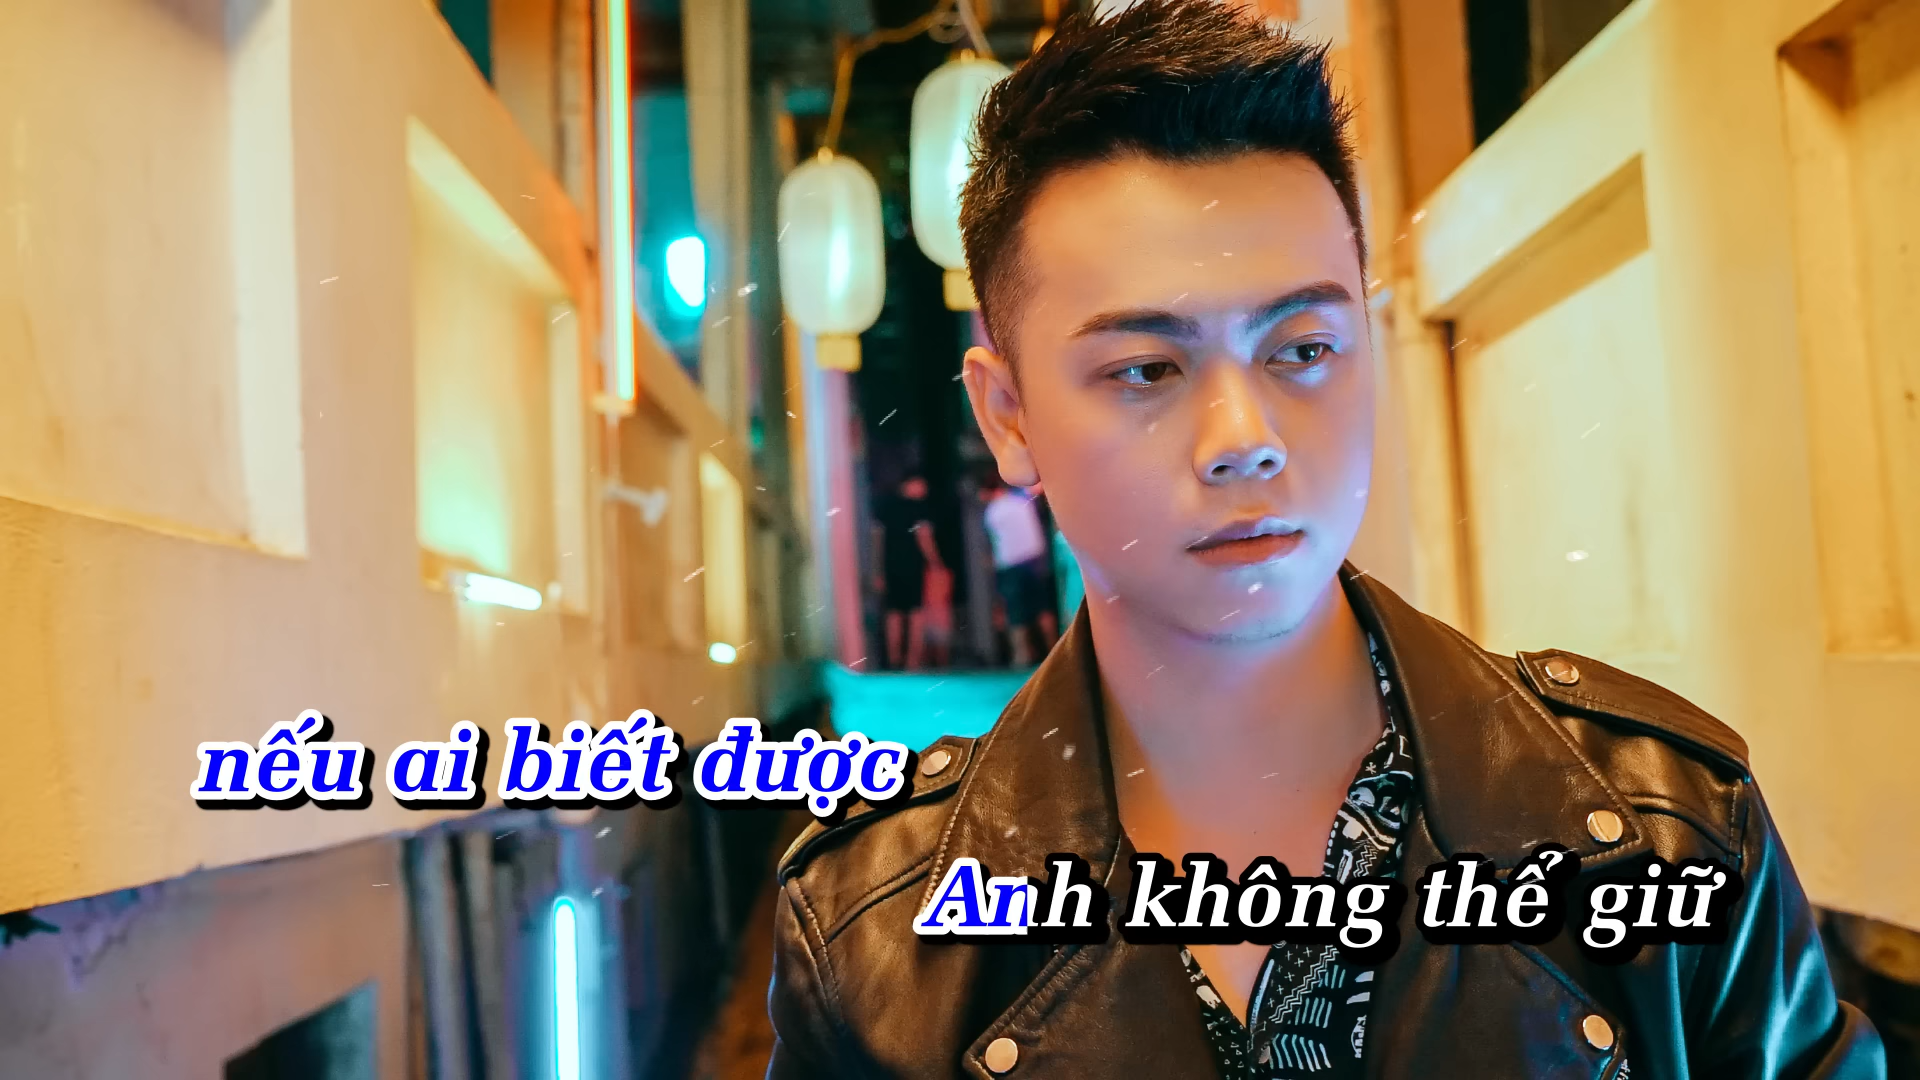 nếu ai biết được
Anh không thể giữ